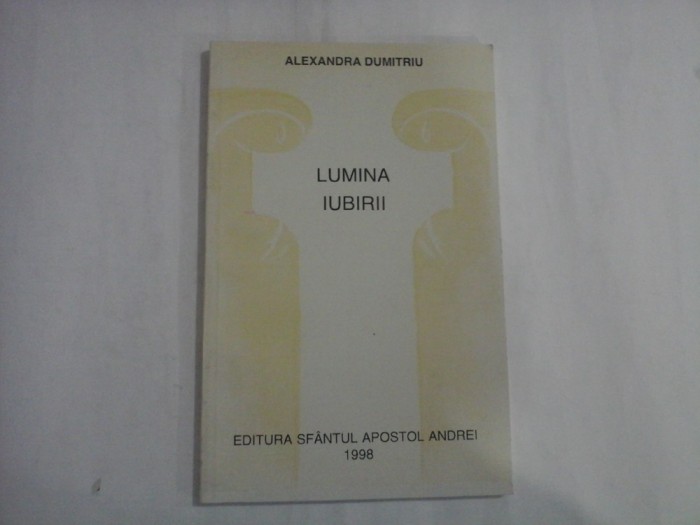 ALEXANDRA DUMITRIU
LUMINA
IUBIRII
EDITURA SFÂNTUL APOSTOL ANDREI
1998